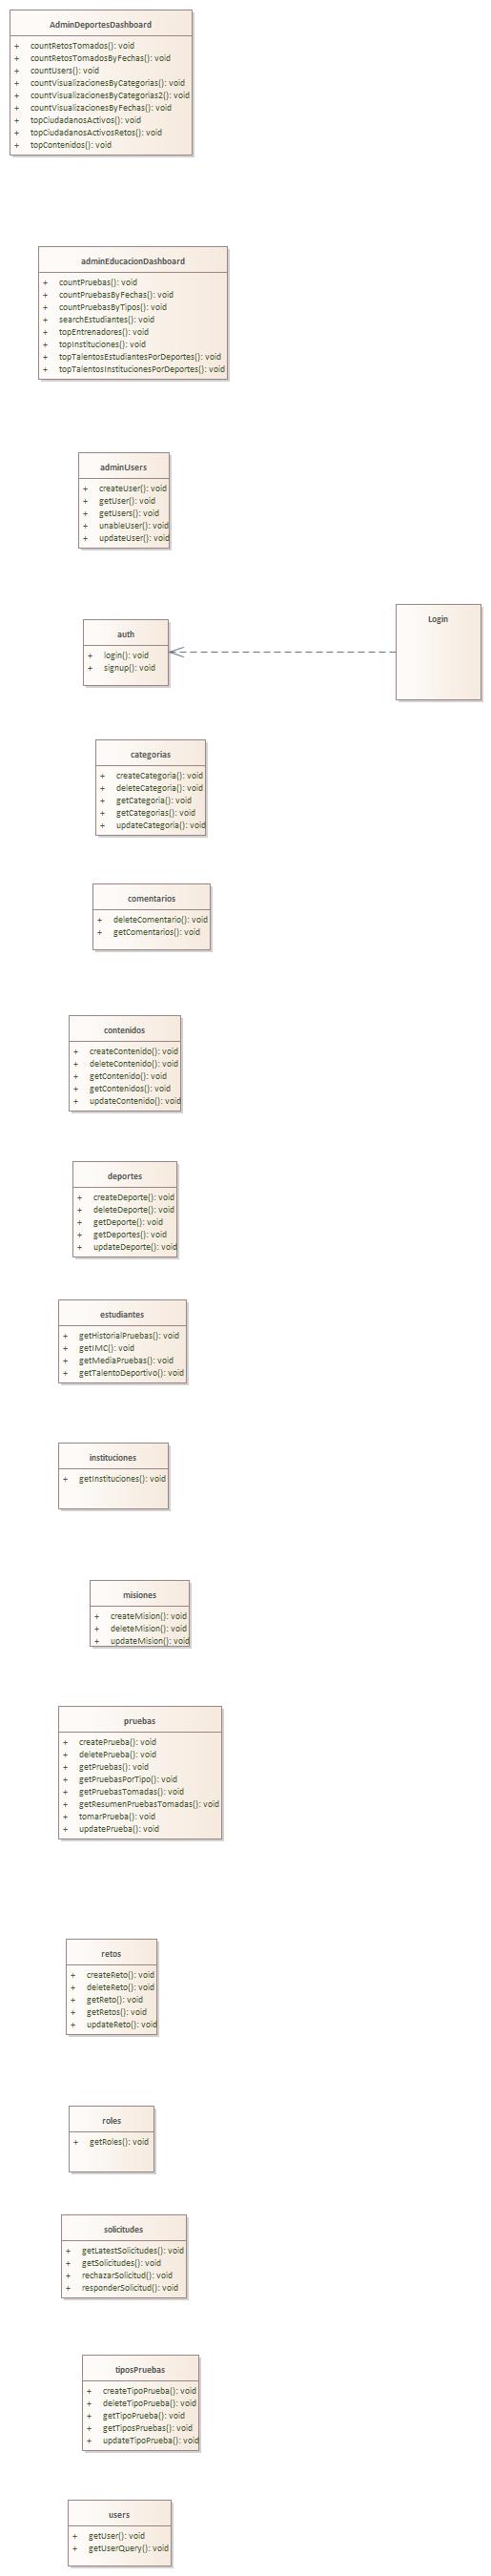 AdminDeportesDashboard
+ countRetosTomados(): void
+ countRetosTomadosByFechas(): void
+ countUsers(): void
+ countVisualizacionesByCategorias(): void
+ countVisualizacionesByCategorias2(): void
+ countVisualizacionesByFechas(): void
+ topCiudadanosActivos(): void
+ topCiudadanosActivosRetos(): void
+ topContenidos(): void
adminEducacionDashboard
+ countPruebas(): void
+ countPruebasByFechas(): void
+ countPruebasByTipos(): void
+ searchEstudiantes(): void
+ topEntrenadores(): void
+ topInstituciones(): void
+ topTalentosEstudiantesPorDeportes(): void
+ topTalentosInstitucionesPorDeportes(): void
adminUsers
+ createUser(): void
+ getUser(): void
+ getUsers(): void
+ unableUser(): void
+ updateUser(): void
Login
auth
+ login(): void
+ signup(): void
categorias
+ createCategoria(): void
+ deleteCategoria(): void
+ getCategoria(): void
+ getCategorias(): void
+ updateCategoria(): void
comentarios
+ deleteComentario(): void
+ getComentarios(): void
contenidos
+ createContenido(): void
+ deleteContenido(): void
+ getContenido(): void
+ getContenidos(): void
+ updateContenido(): void
deportes
+ createDeporte(): void
+ deleteDeporte(): void
+ getDeporte(): void
+ getDeportes(): void
+ updateDeporte(): void
estudiantes
+ getHistorialPruebas(): void
+ getIMC(): void
+ getMediaPruebas(): void
+ getTalentoDeportivo(): void
instituciones
+ getInstituciones(): void
misiones
+ createMision(): void
+ deleteMision(): void
+ updateMision(): void
pruebas
+ createPrueba(): void
+ deletePrueba(): void
+ getPruebas(): void
+ getPruebasPorTipo(): void
+ getPruebasTomadas(): void
+ getResumenPruebasTomadas(): void
+ tomarPrueba(): void
+ updatePrueba(): void
retos
+ createReto(): void
+ deleteReto(): void
+ getReto(): void
+ getRetos(): void
+ updateReto(): void
roles
+ getRoles(): void
solicitudes
+ getLatestSolicitudes(): void
+ getSolicitudes(): void
+ rechazarSolicitud(): void
+ responderSolicitud(): void
tiposPruebas
+ createTipoPrueba(): void
+ deleteTipoPrueba(): void
+ getTipoPrueba(): void
+ getTiposPruebas(): void
+ updateTipoPrueba(): void
users
+ getUser(): void
+ getUserQuery(): void